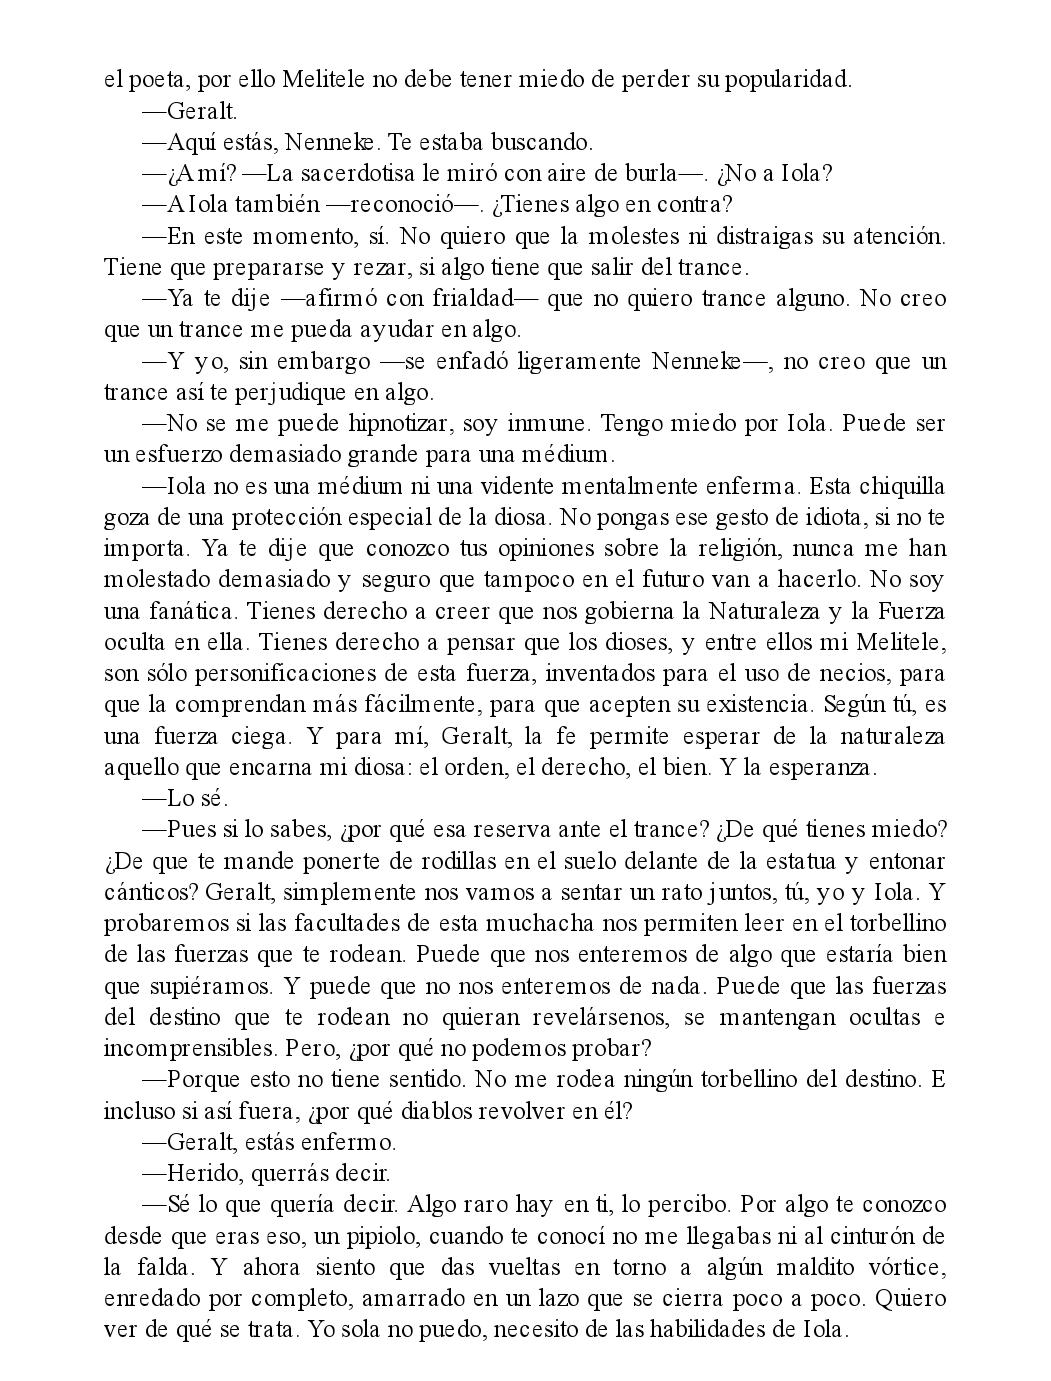 el poeta, por ello Melitele no debe tener miedo de perder su popularidad.
—Geralt.
—Aquí estás, Nenneke. Te estaba buscando.
—¿A mí? —La sacerdotisa le miró con aire de burla—. ¿No a Iola?
—A Iola también —reconoció—. ¿Tienes algo en contra?
—En este momento, sí. No quiero que la molestes ni distraigas su atención.
Tiene que prepararse y rezar, si algo tiene que salir del trance.
—Ya te dije —afirmó con frialdad— que no quiero trance alguno. No creo
que un trance me pueda ayudar en algo.
—Y yo, sin embargo —se enfadó ligeramente Nenneke—, no creo que un
trance así te perjudique en algo.
—No se me puede hipnotizar, soy inmune. Tengo miedo por Iola. Puede ser
un esfuerzo demasiado grande para una médium.
—Iola no es una médium ni una vidente mentalmente enferma. Esta chiquilla
goza de una protección especial de la diosa. No pongas ese gesto de idiota, si no te
importa. Ya te dije que conozco tus opiniones sobre la religión, nunca me han
molestado demasiado y seguro que tampoco en el futuro van a hacerlo. No soy
una fanática. Tienes derecho a creer que nos gobierna la Naturaleza y la Fuerza
oculta en ella. Tienes derecho a pensar que los dioses, y entre ellos mi Melitele,
son sólo personificaciones de esta fuerza, inventados para el uso de necios, para
que la comprendan más fácilmente, para que acepten su existencia. Según tú, es
una fuerza ciega. Y para mí, Geralt, la fe permite esperar de la naturaleza
aquello que encarna mi diosa: el orden, el derecho, el bien. Y la esperanza.
—Lo sé.
—Pues si lo sabes, ¿por qué esa reserva ante el trance? ¿De qué tienes miedo?
¿De que te mande ponerte de rodillas en el suelo delante de la estatua y entonar
cánticos? Geralt, simplemente nos vamos a sentar un rato juntos, tú, yo y Iola. Y
probaremos si las facultades de esta muchacha nos permiten leer en el torbellino
de las fuerzas que te rodean. Puede que nos enteremos de algo que estaría bien
que supiéramos. Y puede que no nos enteremos de nada. Puede que las fuerzas
del destino que te rodean no quieran revelársenos, se mantengan ocultas e
incomprensibles. Pero, ¿por qué no podemos probar?
—Porque esto no tiene sentido. No me rodea ningún torbellino del destino. E
incluso si así fuera, ¿por qué diablos revolver en él?
—Geralt, estás enfermo.
—Herido, querrás decir.
—Sé lo que quería decir. Algo raro hay en ti, lo percibo. Por algo te conozco
desde que eras eso, un pipiolo, cuando te conocí no me llegabas ni al cinturón de
la falda. Y ahora siento que das vueltas en torno a algún maldito vórtice,
enredado por completo, amarrado en un lazo que se cierra poco a poco. Quiero
ver de qué se trata. Yo sola no puedo, necesito de las habilidades de Iola.